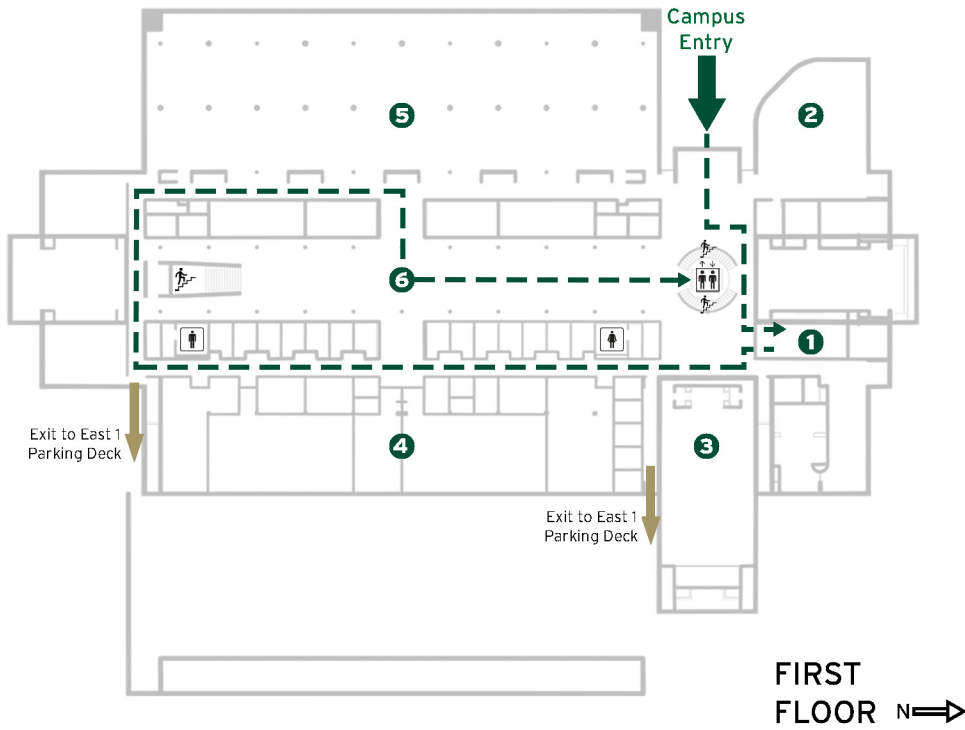 Campus
Entry
5
2
6
1
4
3
Exit to East 1
Parking Deck
Exit to East 1
Parking Deck
FIRST
FLOOR N